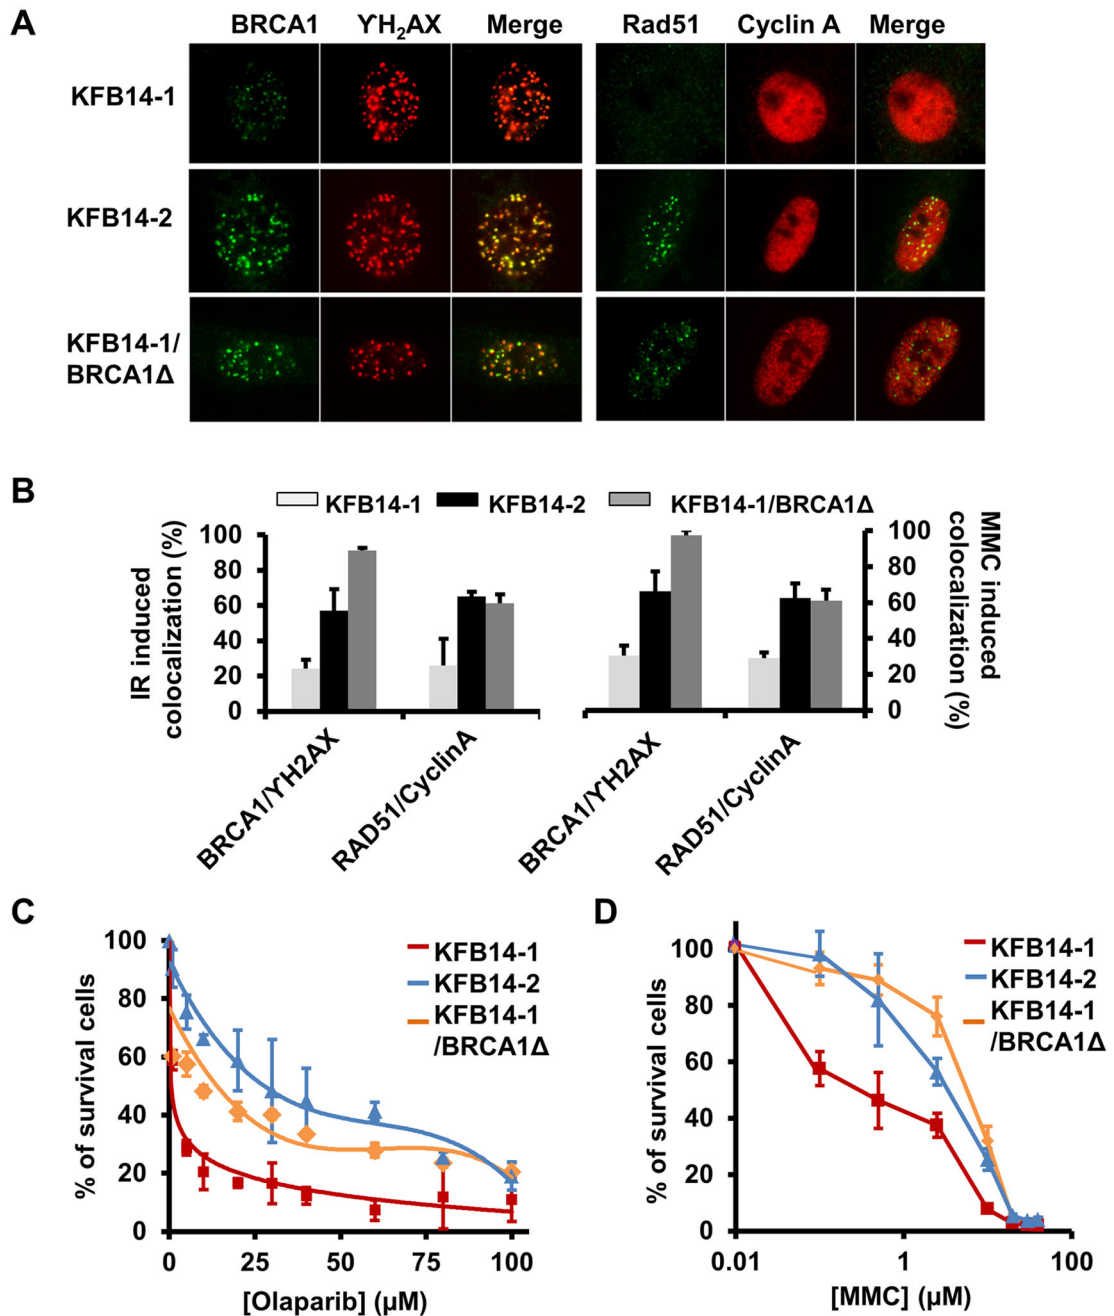 A
BRCA1 ϒH₂AX Merge Rad51 Cyclin A Merge
KFB14-1
KFB14-2
KFB14-1/
BRCA1Δ
B
KFB14-1 KFB14-2 KFB14-1/BRCA1Δ
IR induced
colocalization (%)
100
80
60
40
20
0
BRCA1/ϒH2AX
RAD51/CyclinA
100
80
60
40
20
0
MMC induced
colocalization (%)
BRCA1/ϒH2AX
RAD51/CyclinA
C
% of survival cells
100
80
60
40
20
0
0 25 50 75 100
[Olaparib] (µM)
KFB14-1
KFB14-2
KFB14-1
/BRCA1Δ
D
% of survival cells
100
80
60
40
20
0
0.01 1 100
[MMC] (µM)
KFB14-1
KFB14-2
KFB14-1
/BRCA1Δ